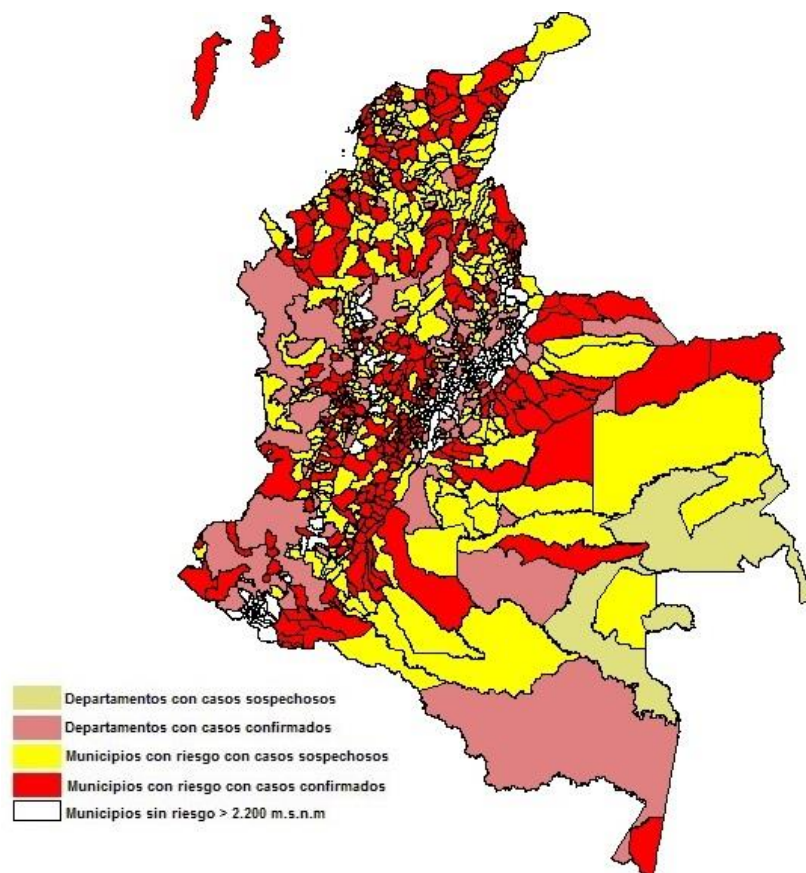 Departamentos con casos sospechosos
Departamentos con casos confirmados
Municipios con riesgo con casos sospechosos
Municipios con riesgo con casos confirmados
Municipios sin riesgo > 2.200 m.s.n.m